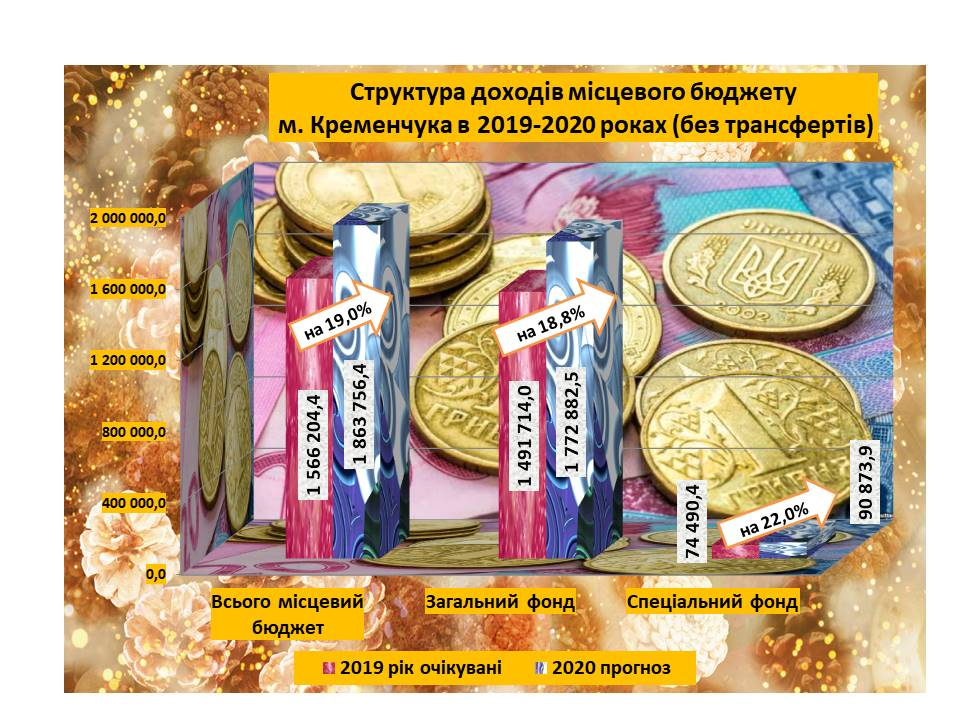 Структура доходів місцевого бюджету
м. Кременчука в 2019-2020 роках (без трансфертів)
2 000 000,0
1 600 000,0
1 200 000,0
800 000,0
400 000,0
0,0
на 19,0%
1 566 204,4
1 863 756,4
на 18,8%
1 491 714,0
1 772 882,5
74 490,4
на 22,0%
90 873,9
Всього місцевий
бюджет
Загальний фонд
Спеціальний фонд
2019 рік очікувані
2020 прогноз